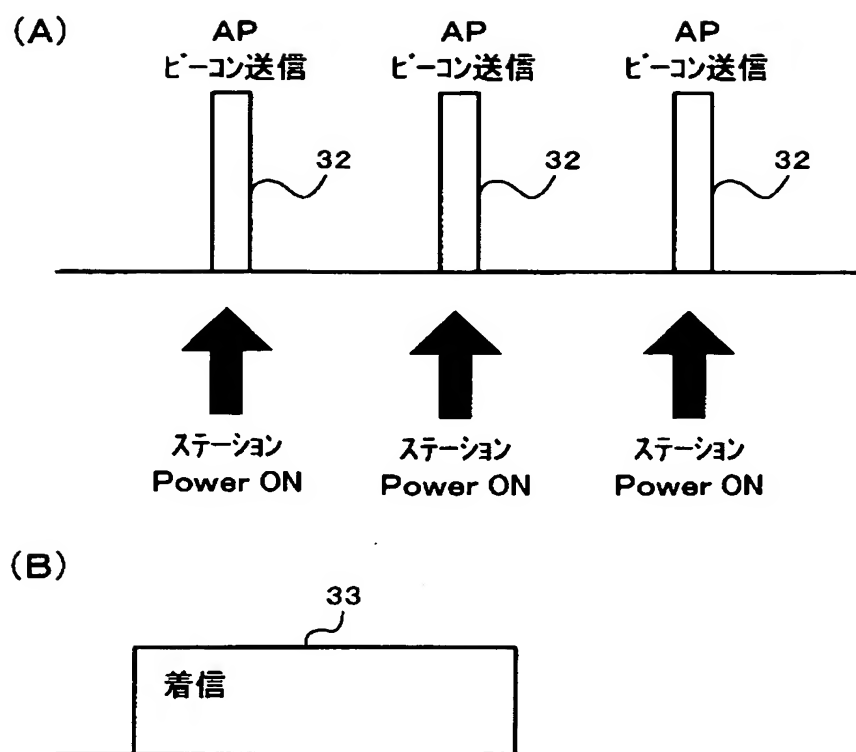 (A)
AP AP AP
ビーコン送信 ビーコン送信 ビーコン送信
32 32 32
ステーション ステーション ステーション
Power ON Power ON Power ON
(B)
33
着信